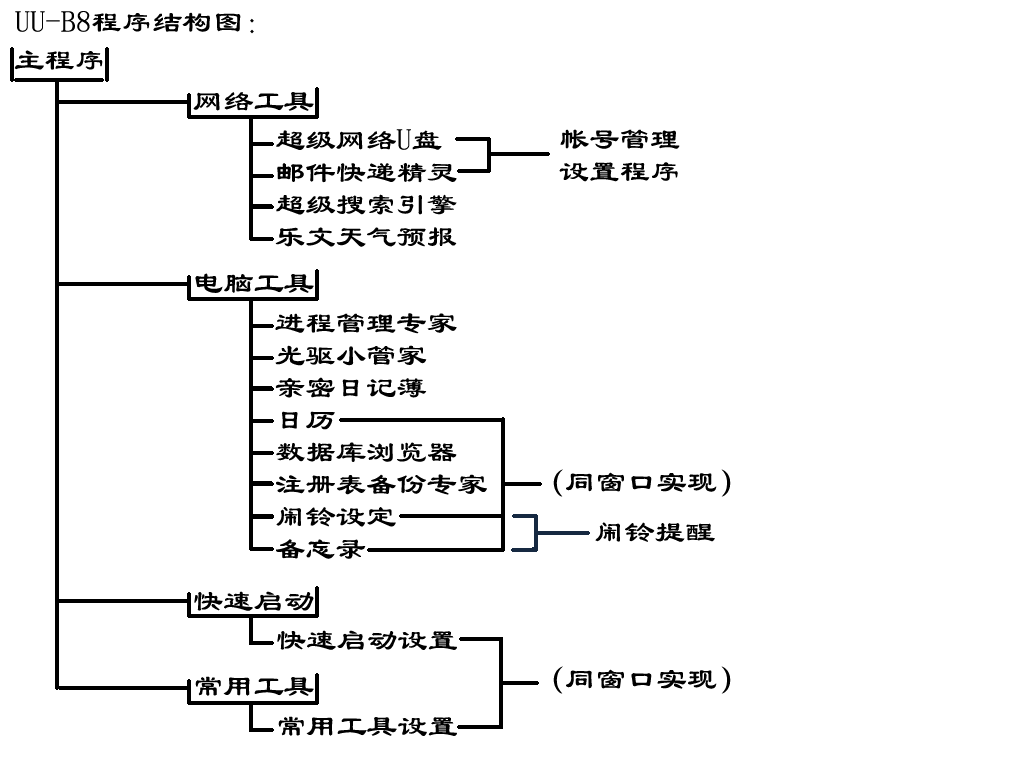 UU-B8程序结构图:
主程序
网络工具
超级网络U盘
邮件快递精灵
帐号管理
设置程序
超级搜索引擎
乐文天气预报
电脑工具
进程管理专家
光驱小管家
亲密日记薄
日历
数据库浏览器
注册表备份专家
(同窗口实现)
闹铃设定
闹铃提醒
备忘录
快速启动
快速启动设置
(同窗口实现)
常用工具
常用工具设置